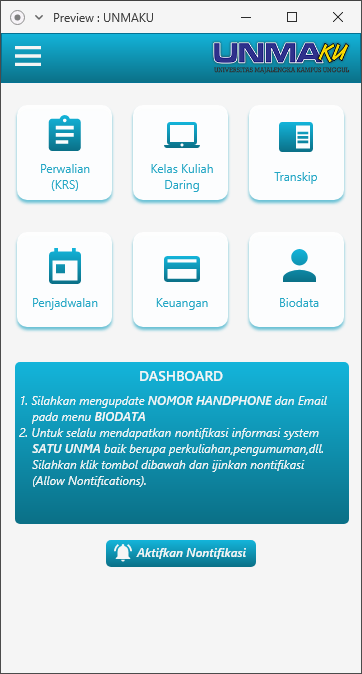 Preview : UNMAKU
UNMAKU
UNIVERSITAS MAJALENGKA KAMPUS UNGGUL
Perwalian
(KRS)
Kelas Kuliah
Daring
Transkip
Penjadwalan
Keuangan
Biodata
DASHBOARD
1. Silahkan mengupdate NOMOR HANDPHONE dan Email
pada menu BIODATA
2. Untuk selalu mendapatkan nontifikasi informasi system
SATU UNMA baik berupa perkuliahan,pengumuman,dll.
Silahkan klik tombol dibawah dan ijinkan nontifikasi
(Allow Nontifications).
Aktifkan Nontifikasi